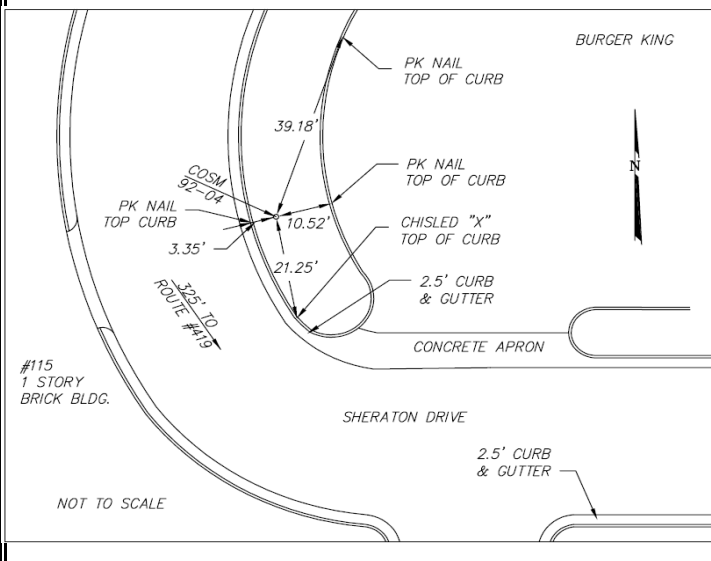 BURGER KING
PK NAIL
TOP OF CURB
39.18'
N
COSM
92-04
PK NAIL
TOP OF CURB
PK NAIL
TOP CURB
10.52'
CHISLED "X"
TOP OF CURB
3.35'
21.25'
325' TO
ROUTE #419
2.5' CURB
& GUTTER
CONCRETE APRON
#115
1 STORY
BRICK BLDG.
SHERATON DRIVE
2.5' CURB
& GUTTER
NOT TO SCALE